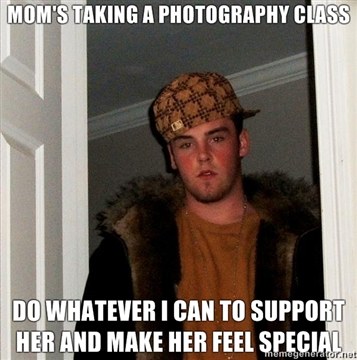 MOM'S TAKING A PHOTOGRAPHY CLASS
DO WHATEVER I CAN TO SUPPORT
HER AND MAKE HER FEEL SPECIAL
memegenerator.net